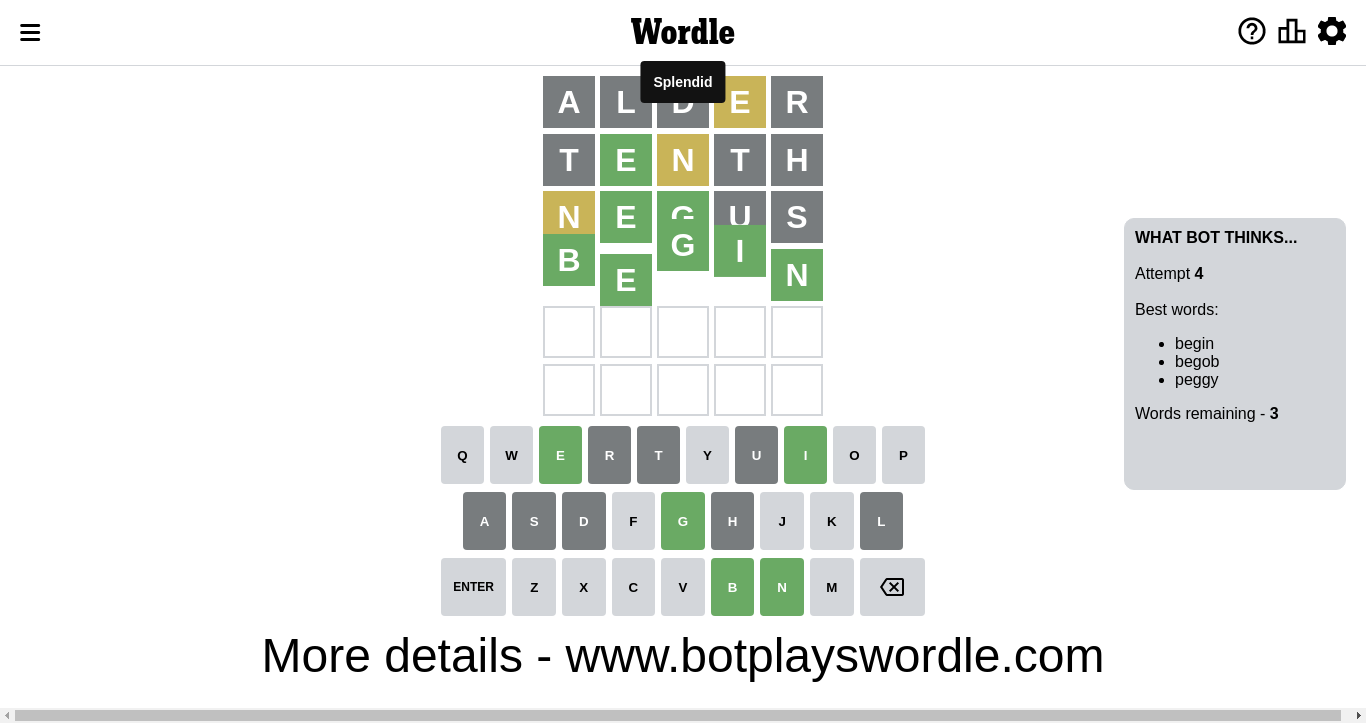 Wordle
Splendid
A L D E R
T E N T H
N E G U S
B E G I N
WHAT BOT THINKS...
Attempt 4
Best words:
begin
begob
peggy
Words remaining - 3
Q W E R T Y U I O P
A S D F G H J K L
ENTER Z X C V B N M
More details - www.botplayswordle.com